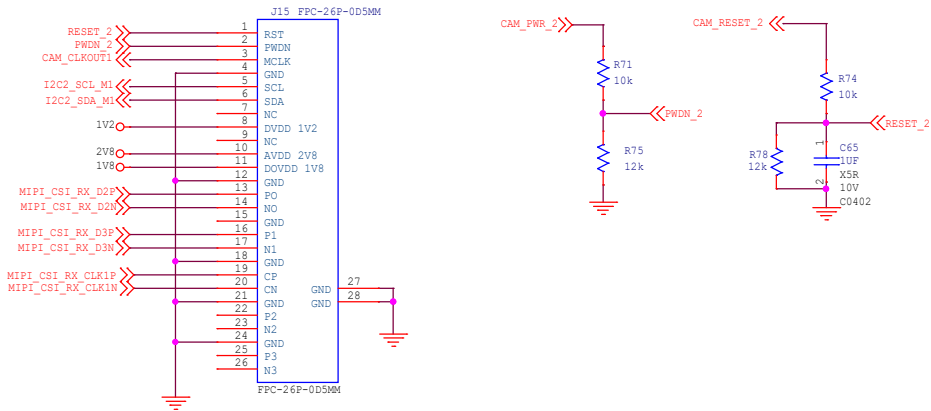 J15 FPC-26P-0D5MM
RESET_2 1 RST
PWDN_2 2 PWDN
CAM_CLKOUT1 3 MCLK
4 GND
I2C2_SCL_M1 5 SCL
I2C2_SDA_M1 6 SDA
7 NC
1V2 8 DVDD 1V2
9 NC
2V8 10 AVDD 2V8
1V8 11 DOVDD 1V8
12 GND
MIPI_CSI_RX_D2P 13 PO
MIPI_CSI_RX_D2N 14 NO
15 GND
MIPI_CSI_RX_D3P 16 P1
MIPI_CSI_RX_D3N 17 N1
18 GND
MIPI_CSI_RX_CLK1P 19 CP
MIPI_CSI_RX_CLK1N 20 CN GND 27
21 GND GND 28
22 P2
23 N2
24 GND
25 P3
26 N3
FPC-26P-0D5MM
CAM_PWR_2
R71
10k
PWDN_2
R75
12k
CAM_RESET_2
R74
10k
RESET_2
R78
12k
1
2
C65
1UF
X5R
10V
C0402